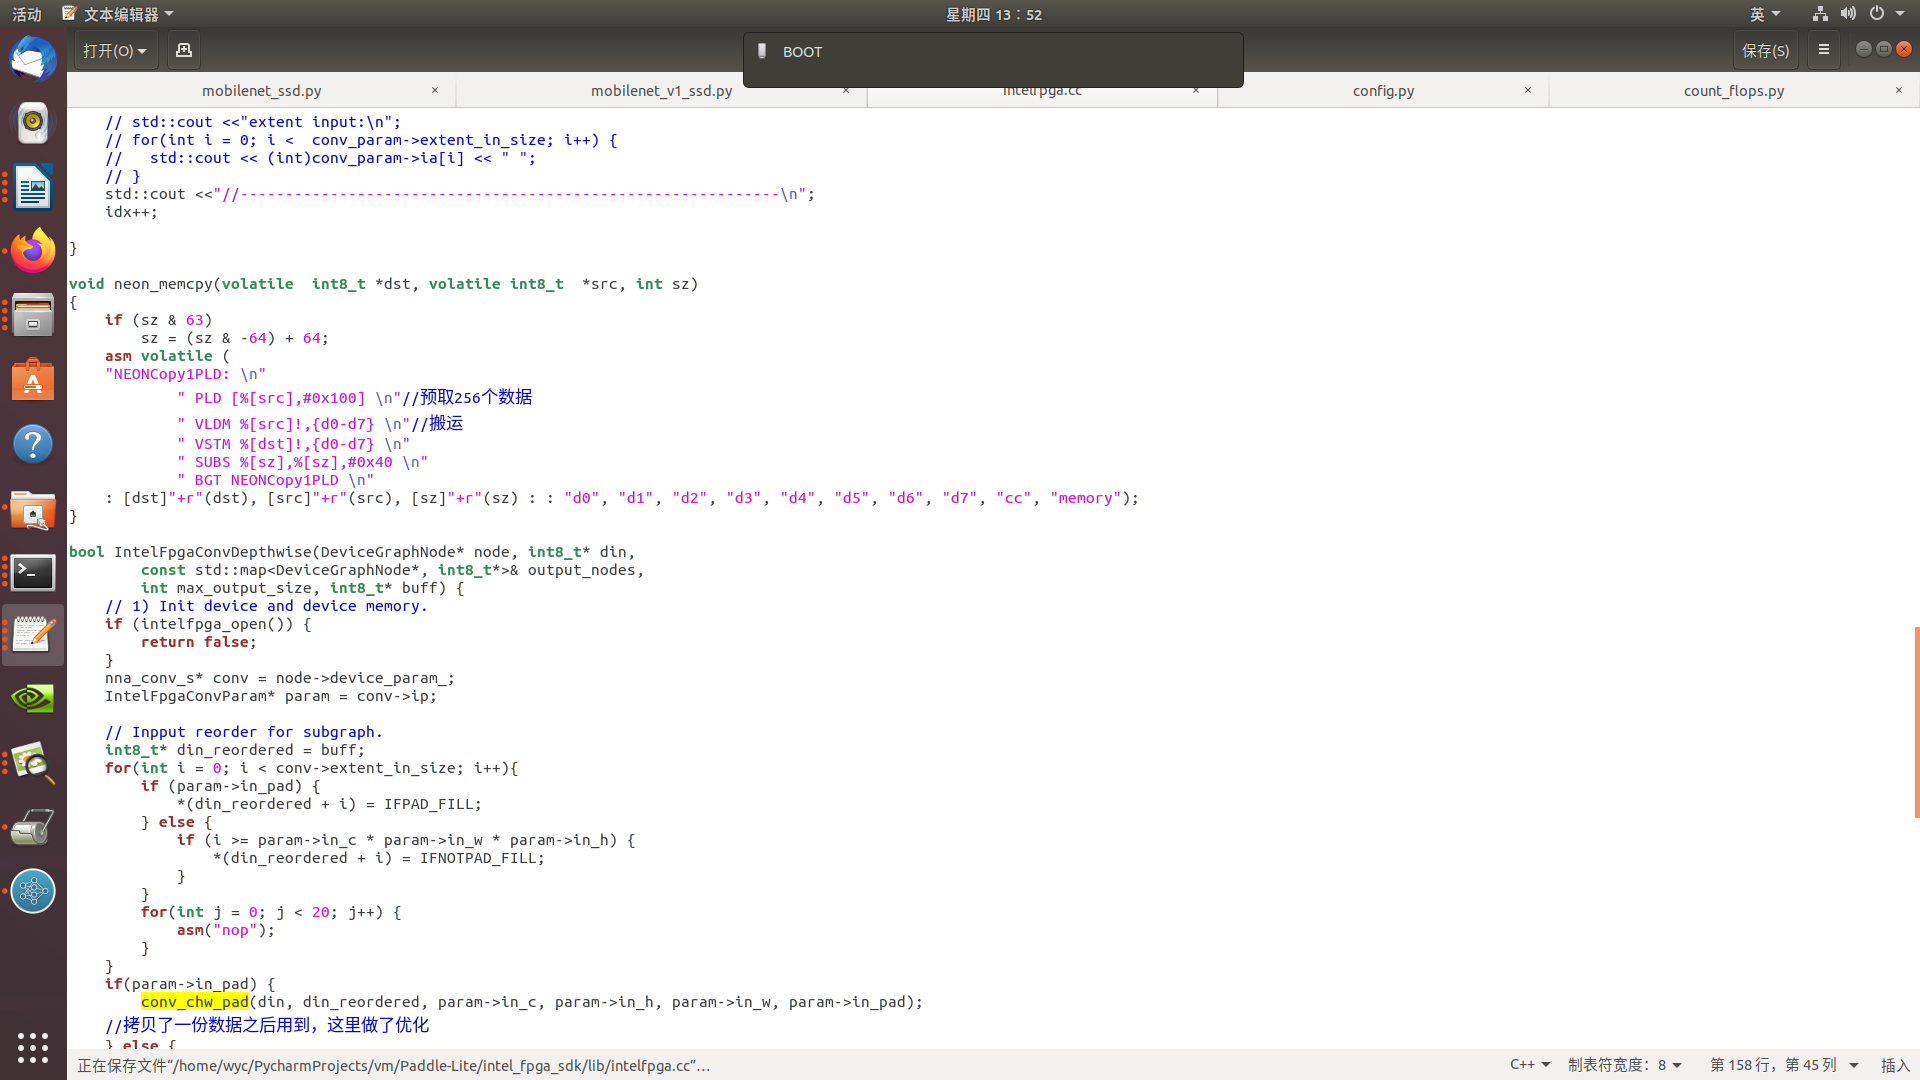 活动 文本编辑器 星期四 13：52 英
打开(O) BOOT 保存(S)
mobilenet_ssd.py × mobilenet_v1_ssd.py × intelfpga.cc × config.py × count_flops.py ×
// std::cout <<"extent input:\n";
// for(int i = 0; i <  conv_param->extent_in_size; i++) {
//   std::cout << (int)conv_param->ia[i] << " ";
// }
std::cout <<"//------------------------------------------------------------\n";
idx++;
}
void neon_memcpy(volatile  int8_t *dst, volatile int8_t  *src, int sz)
{
if (sz & 63)
sz = (sz & -64) + 64;
asm volatile (
"NEONCopy1PLD: \n"
" PLD [%[src],#0x100] \n"//预取256个数据
" VLDM %[src]!,{d0-d7} \n"//搬运
" VSTM %[dst]!,{d0-d7} \n"
" SUBS %[sz],%[sz],#0x40 \n"
" BGT NEONCopy1PLD \n"
: [dst]"+r"(dst), [src]"+r"(src), [sz]"+r"(sz) : : "d0", "d1", "d2", "d3", "d4", "d5", "d6", "d7", "cc", "memory");
}
bool IntelFpgaConvDepthwise(DeviceGraphNode* node, int8_t* din,
const std::map<DeviceGraphNode*, int8_t*>& output_nodes,
int max_output_size, int8_t* buff) {
// 1) Init device and device memory.
if (intelfpga_open()) {
return false;
}
nna_conv_s* conv = node->device_param_;
IntelFpgaConvParam* param = conv->ip;
// Inpput reorder for subgraph.
int8_t* din_reordered = buff;
for(int i = 0; i < conv->extent_in_size; i++){
if (param->in_pad) {
*(din_reordered + i) = IFPAD_FILL;
} else {
if (i >= param->in_c * param->in_w * param->in_h) {
*(din_reordered + i) = IFNOTPAD_FILL;
}
}
for(int j = 0; j < 20; j++) {
asm("nop");
}
}
if(param->in_pad) {
conv_chw_pad(din, din_reordered, param->in_c, param->in_h, param->in_w, param->in_pad);
//拷贝了一份数据之后用到，这里做了优化
} else {
正在保存文件“/home/wyc/PycharmProjects/vm/Paddle-Lite/intel_fpga_sdk/lib/intelfpga.cc”… C++ 制表符宽度：8 第 158 行，第 45 列 插入